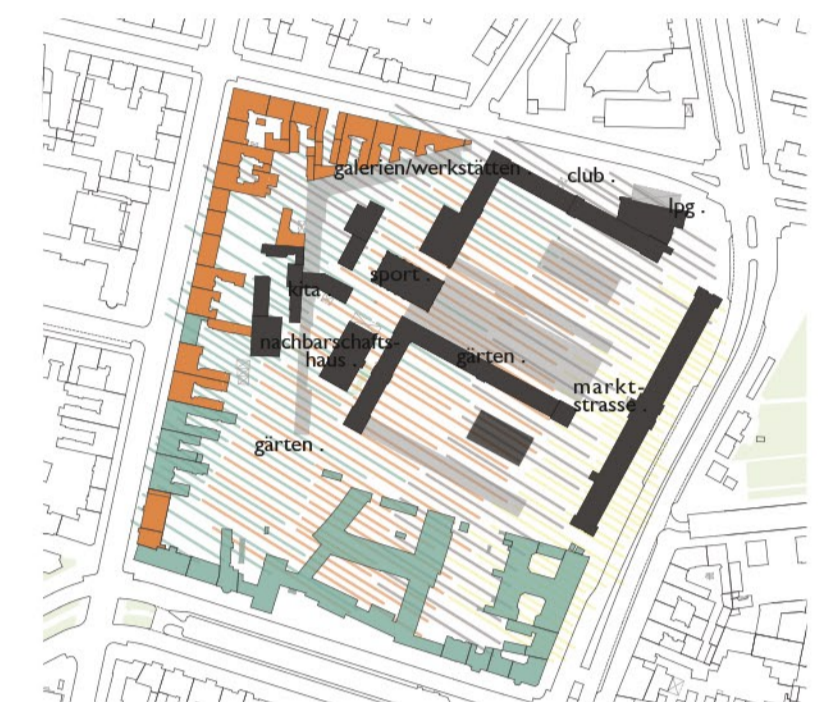 galerien/werkstätten .
club .
lpg .
sport .
kita .
nachbarschafts-
haus .
gärten .
markt-
strasse .
gärten .